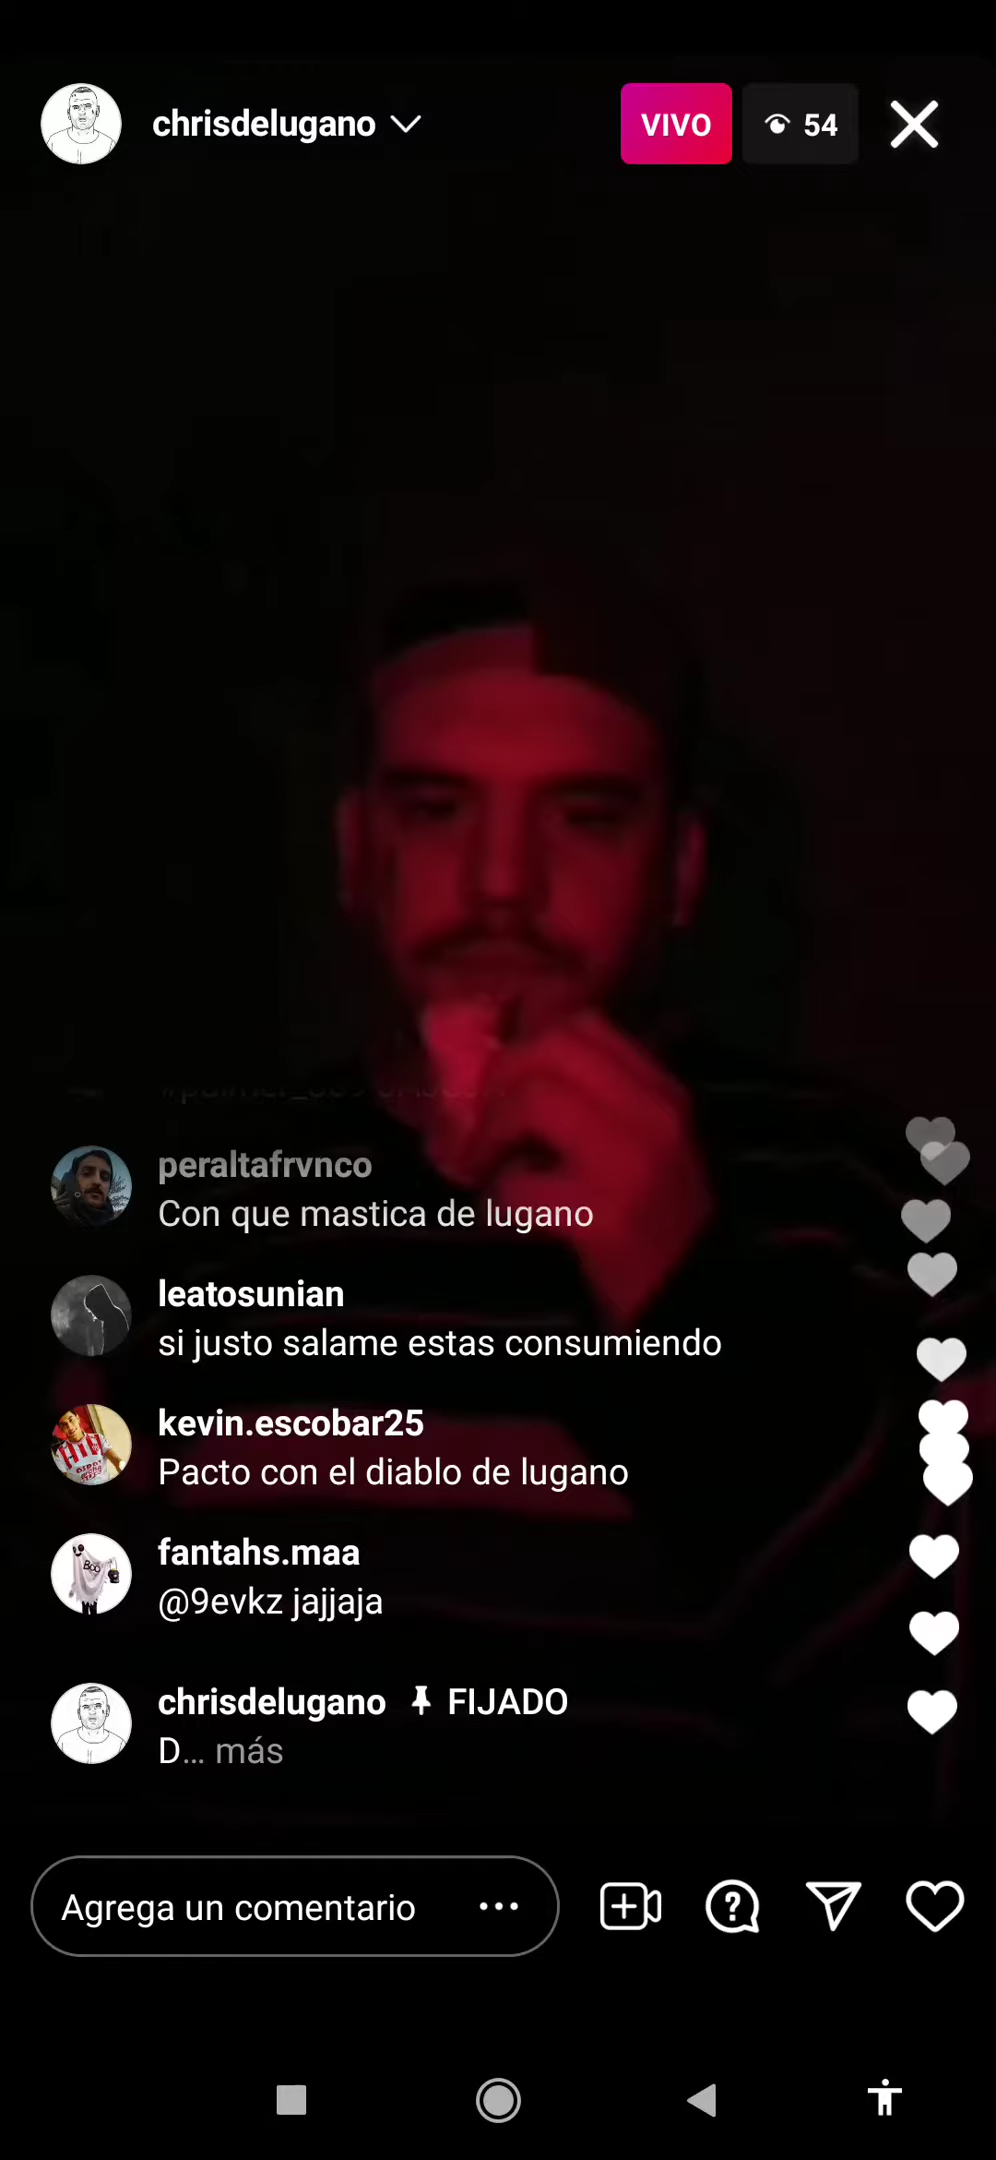 chrisdelugano
VIVO
54
peraltafrvnco
Con que mastica de lugano
leatosunian
si justo salame estas consumiendo
kevin.escobar25
Pacto con el diablo de lugano
fantahs.maa
@9evkz jajjaja
chrisdelugano FIJADO
D... más
Agrega un comentario